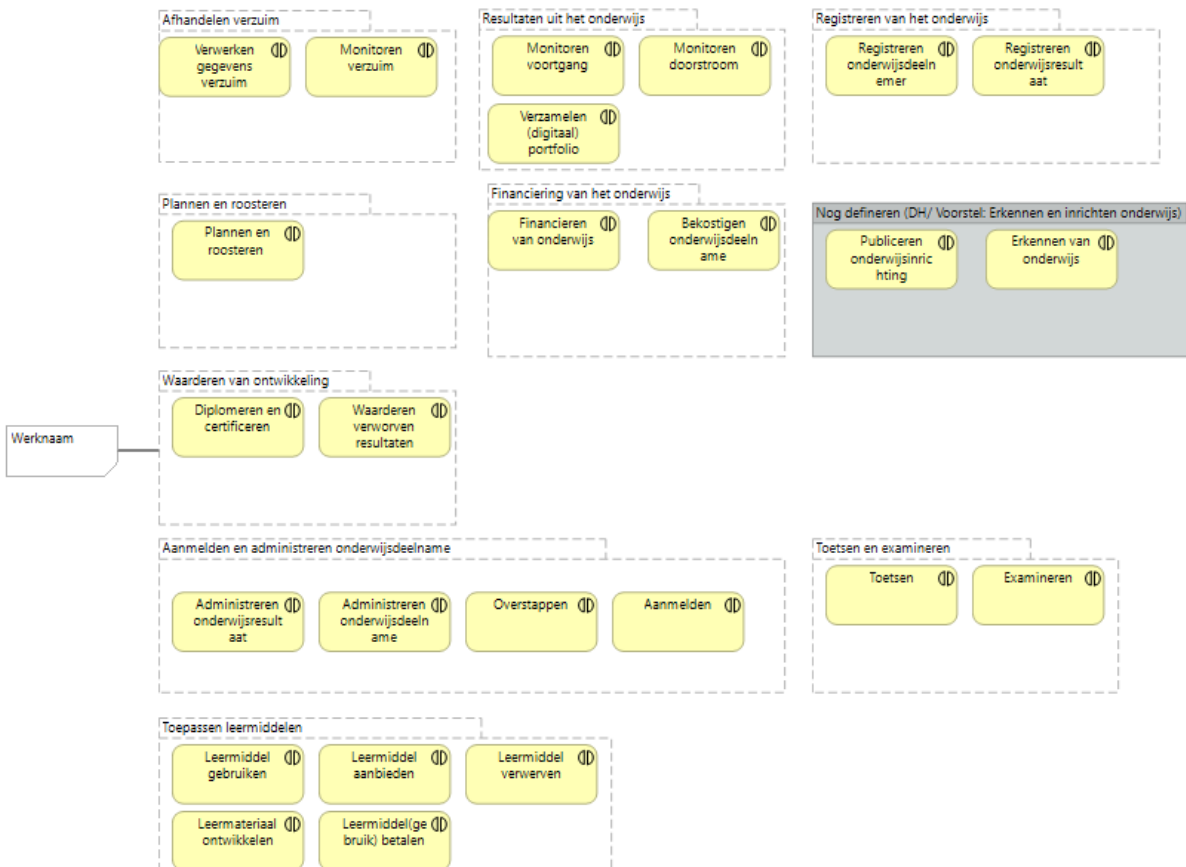 Afhandelen verzuim
Verwerken
gegevens
verzuim
Monitoren
verzuim
Resultaten uit het onderwijs
Monitoren
voortgang
Monitoren
doorstroom
Verzamelen
(digitaal)
portfolio
Registreren van het onderwijs
Registreren
onderwijsdeeln
emer
Registreren
onderwijsresult
aat
Plannen en roosteren
Plannen en
roosteren
Financiering van het onderwijs
Financieren
van onderwijs
Bekostigen
onderwijsdeeln
ame
Nog defineren (DH/ Voorstel: Erkennen en inrichten onderwijs)
Publiceren
onderwijsinric
hting
Erkennen van
onderwijs
Werknaam
Waarderen van ontwikkeling
Diplomeren en
certificeren
Waarderen
verworven
resultaten
Aanmelden en administreren onderwijsdeelname
Administreren
onderwijsresult
aat
Administreren
onderwijsdeeln
ame
Overstappen
Aanmelden
Toetsen en examineren
Toetsen
Examineren
Toepassen leermiddelen
Leermiddel
gebruiken
Leermiddel
aanbieden
Leermiddel
verwerven
Leermateriaal
ontwikkelen
Leermiddel(ge
bruik) betalen